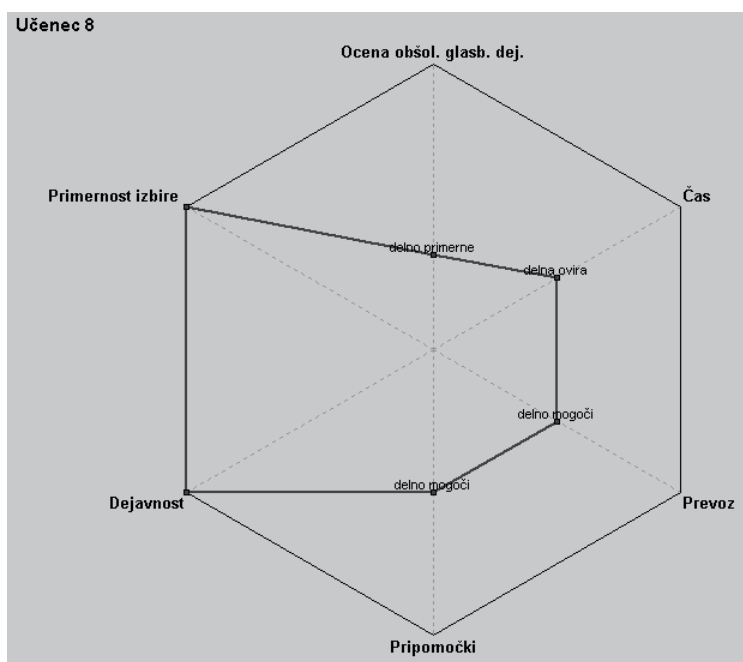 Učenec 8
Ocena obšol. glasb. dej.
Primernost izbire
Čas
delno primerne
delna ovira
delno mogoči
delno mogoči
Dejavnost
Prevoz
Pripomočki